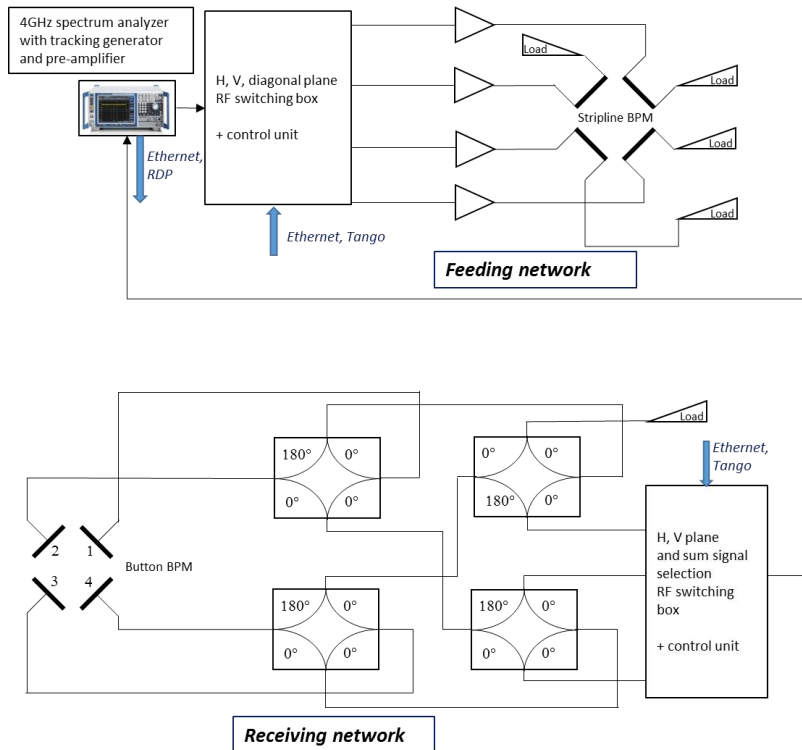 4GHz spectrum analyzer
with tracking generator
and pre-amplifier
H, V, diagonal plane
RF switching box
+ control unit
Ethernet,
RDP
Ethernet, Tango
Load
Load
Stripline BPM
Load
Load
Feeding network
Load
180° 0°
0° 0°
0° 0°
180° 0°
Ethernet,
Tango
2 1
3 4
Button BPM
H, V plane
and sum signal
selection
RF switching
box
+ control unit
180° 0°
0° 0°
180° 0°
0° 0°
Receiving network